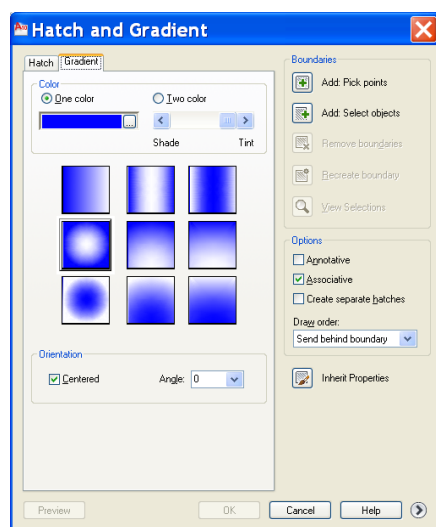 Hatch and Gradient
Hatch
Gradient
Color
One color
Two color
Shade
Tint
Orientation
Centered
Angle:
0
Boundaries
Add: Pick points
Add: Select objects
Remove boundaries
Recreate boundary
View Selections
Options
Annotative
Associative
Create separate hatches
Draw order:
Send behind boundary
Inherit Properties
Preview
OK
Cancel
Help